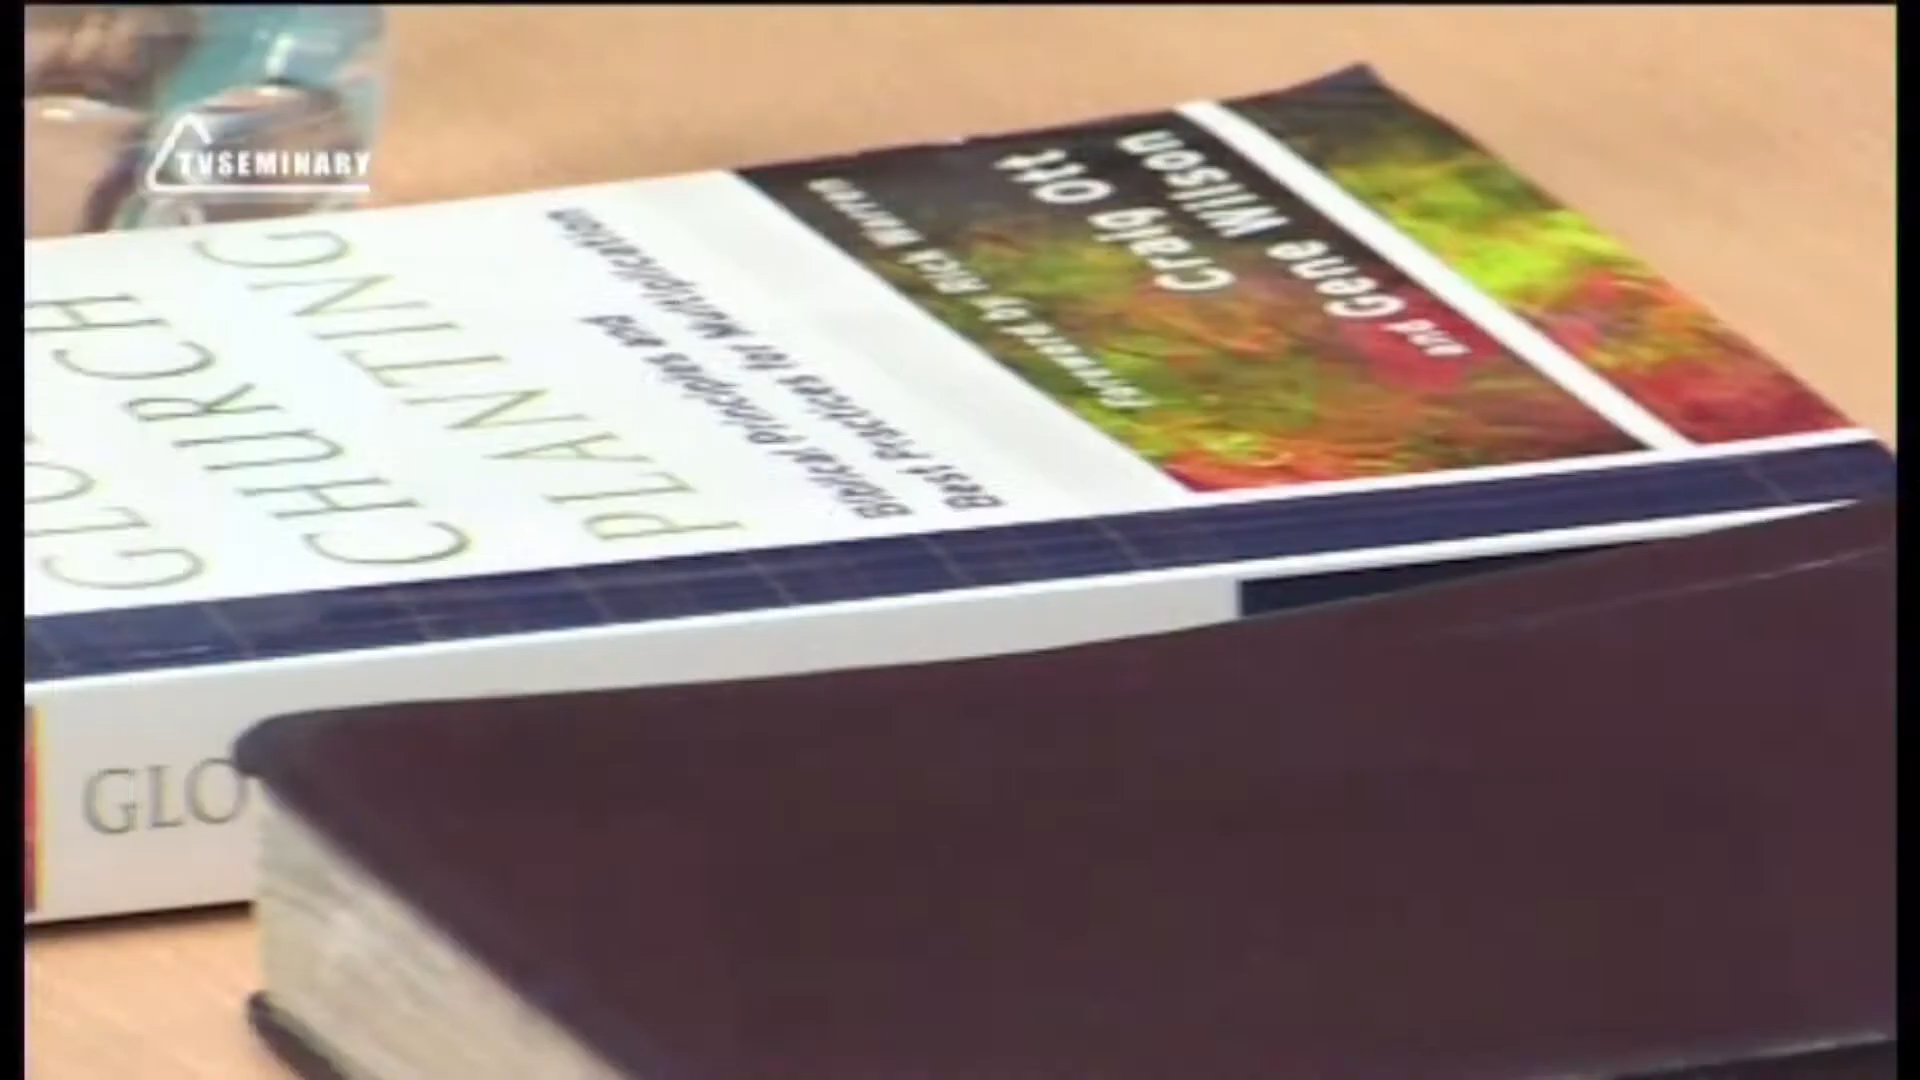 TVSEMINARY
CHURCH
PLANTING
Biblical Principles and
Best Practices for Multiplication
Foreword by Rick Warren
Craig Ott
and Gene Wilson
GLO